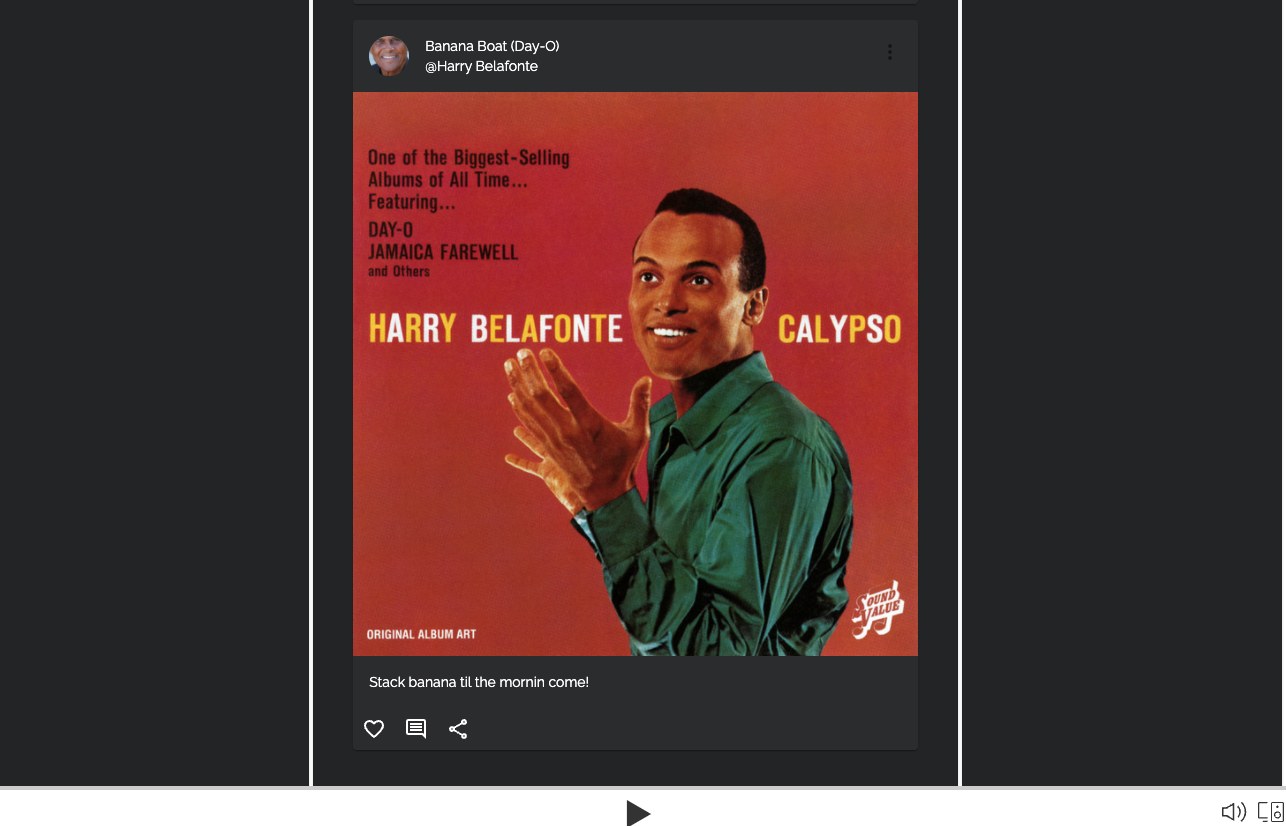 Banana Boat (Day-O)
@Harry Belafonte
One of the Biggest-Selling
Albums of All Time...
Featuring...
DAY-O
JAMAICA FAREWELL
and Others
HARRY BELAFONTE CALYPSO
SOUND
VALUE
ORIGINAL ALBUM ART
Stack banana til the mornin come!